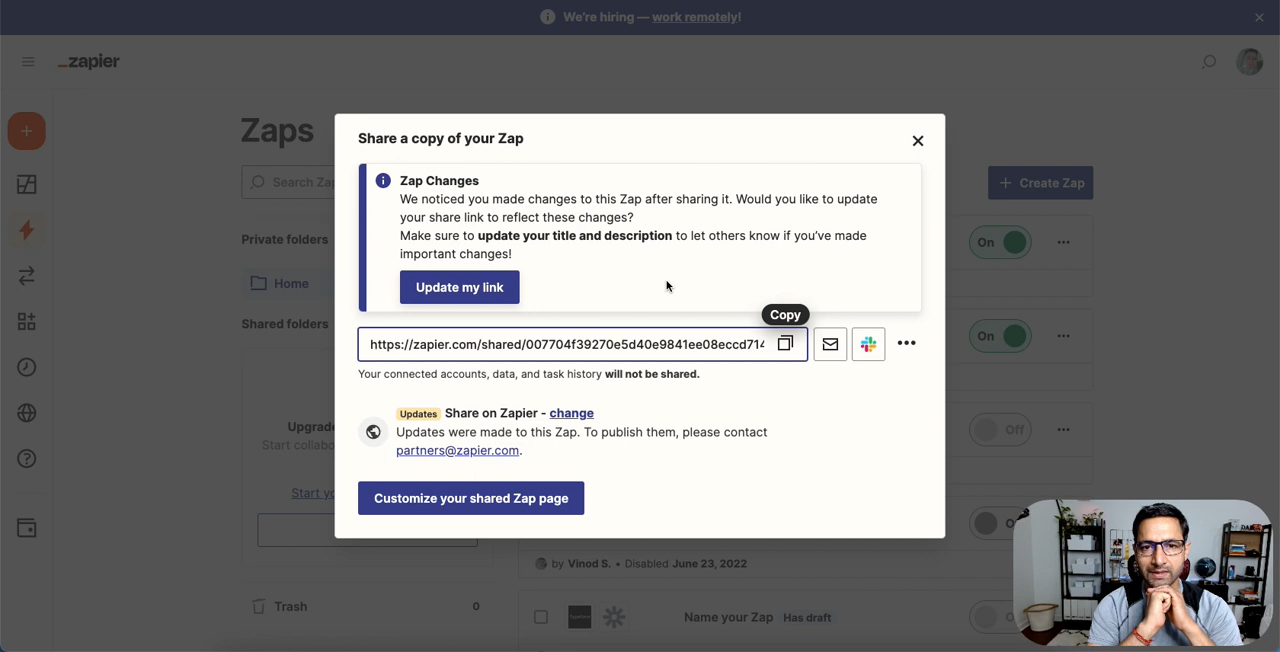 We're hiring — work remotely!
_zapier
Zaps
Search Zap
Create Zap
Private folders
Home
Shared folders
Upgrade
Start collabo
Trash
0
On
On
Off
by Vinod S. • Disabled June 23, 2022
Name your Zap Has draft
Share a copy of your Zap
Zap Changes
We noticed you made changes to this Zap after sharing it. Would you like to update
your share link to reflect these changes?
Make sure to update your title and description to let others know if you've made
important changes!
Update my link
Copy
https://zapier.com/shared/007704f39270e5d40e9841ee08eccd714
Your connected accounts, data, and task history will not be shared.
Updates Share on Zapier - change
Updates were made to this Zap. To publish them, please contact
partners@zapier.com.
Customize your shared Zap page